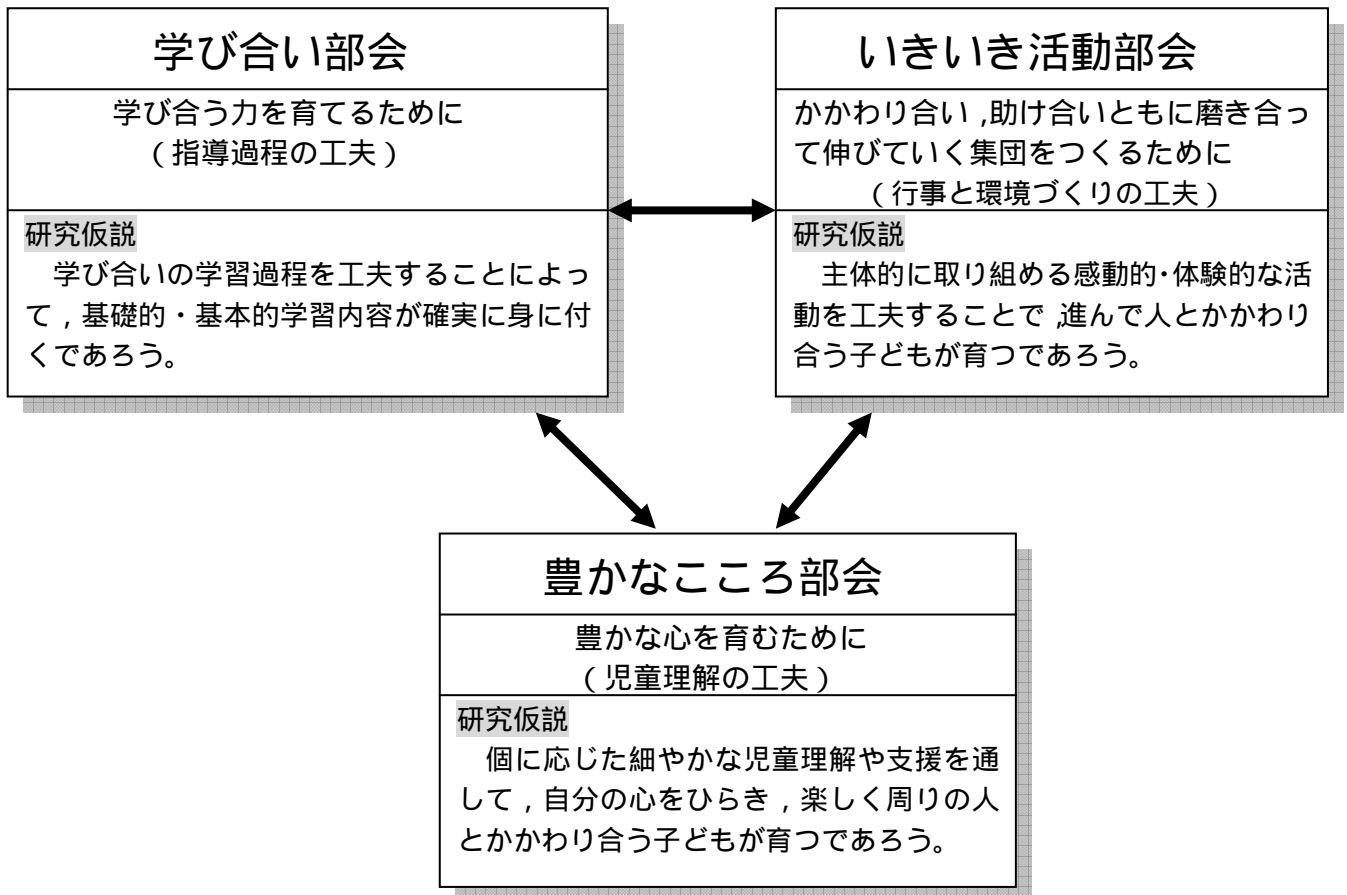 学び合い部会
学び合う力を育てるために
(指導過程の工夫)
研究仮説
学び合いの学習過程を工夫することによっ
て,基礎的・基本的学習内容が確実に身に付
くであろう。
いきいき活動部会
かかわり合い,助け合いともに磨き合っ
て伸びていく集団をつくるために
(行事と環境づくりの工夫)
研究仮説
主体的に取り組める感動的・体験的な活
動を工夫することで,進んで人とかかわり
合う子どもが育つであろう。
豊かなこころ部会
豊かな心を育むために
(児童理解の工夫)
研究仮説
個に応じた細やかな児童理解や支援を通
して,自分の心をひらき,楽しく周りの人
とかかわり合う子どもが育つであろう。